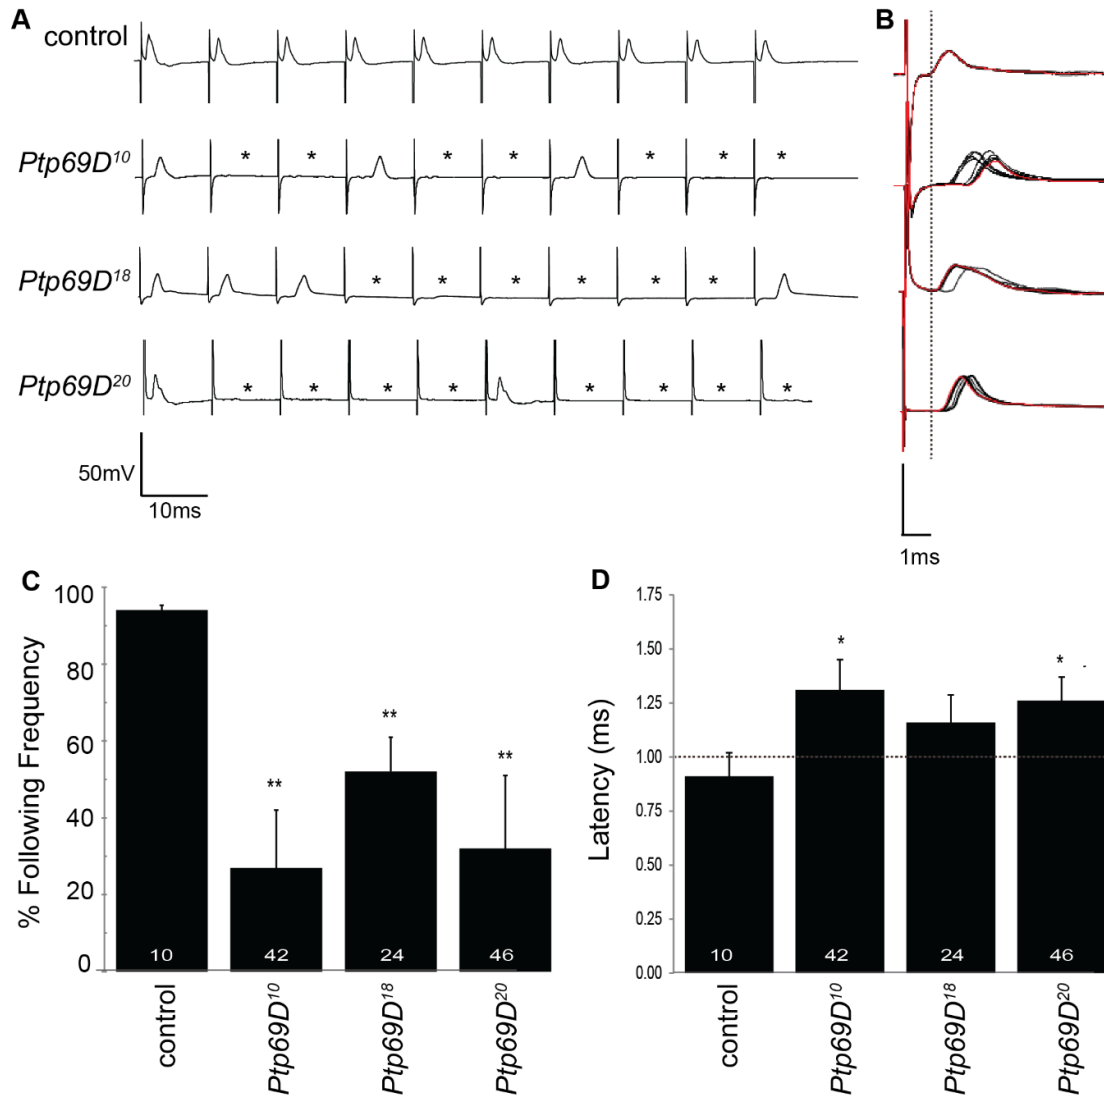 A
control
Ptp69D10
* * * * * * *
Ptp69D18
* * * * * *
Ptp69D20
* * * * * * * *
50mV
10ms
B
1ms
C
% Following Frequency
100
80
60
40
20
0
**
**
**
10 42 24 46
control
Ptp69D10
Ptp69D18
Ptp69D20
D
Latency (ms)
1.75
1.50
1.25
1.00
0.75
0.50
0.25
0.00
*
*
10 42 24 46
control
Ptp69D10
Ptp69D18
Ptp69D20